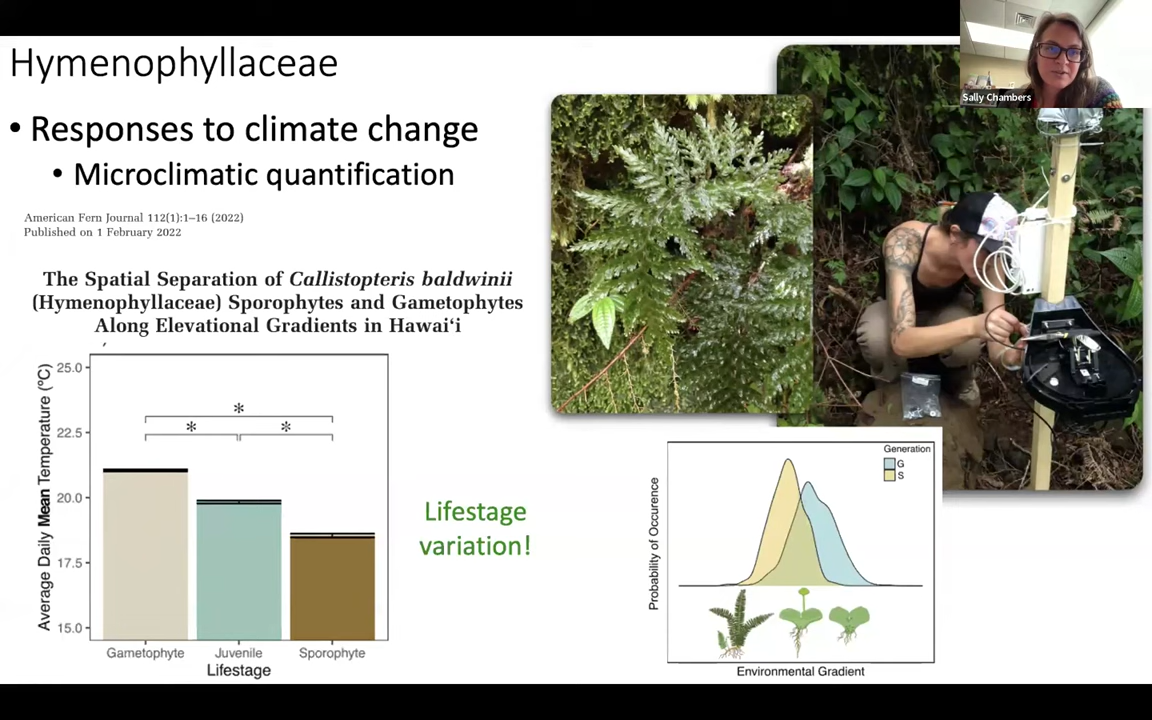 Hymenophyllaceae
Sally Chambers
• Responses to climate change
• Microclimatic quantification
American Fern Journal 112(1):1–16 (2022)
Published on 1 February 2022
The Spatial Separation of Callistopteris baldwinii
(Hymenophyllaceae) Sporophytes and Gametophytes
Along Elevational Gradients in Hawaiʻi
Average Daily Mean Temperature (°C)
25.0
22.5
20.0
17.5
15.0
*
*
*
Gametophyte
Juvenile
Sporophyte
Lifestage
Lifestage
variation!
Probability of Occurence
Generation
G
S
Environmental Gradient